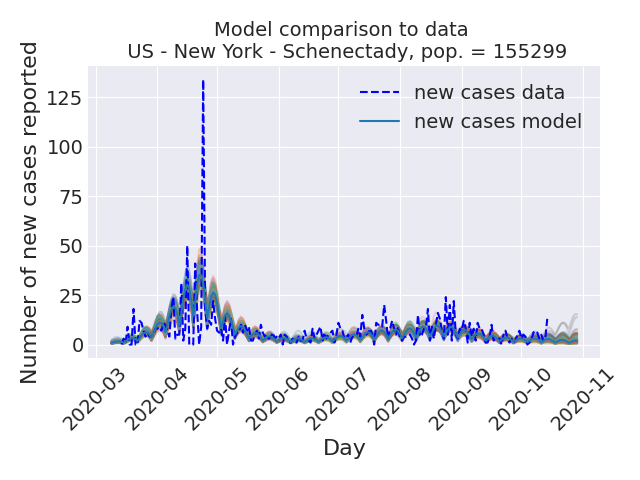 Model comparison to data
US - New York - Schenectady, pop. = 155299
Number of new cases reported
125
100
75
50
25
0
new cases data
new cases model
2020-03
2020-04
2020-05
2020-06
2020-07
2020-08
2020-09
2020-10
2020-11
Day